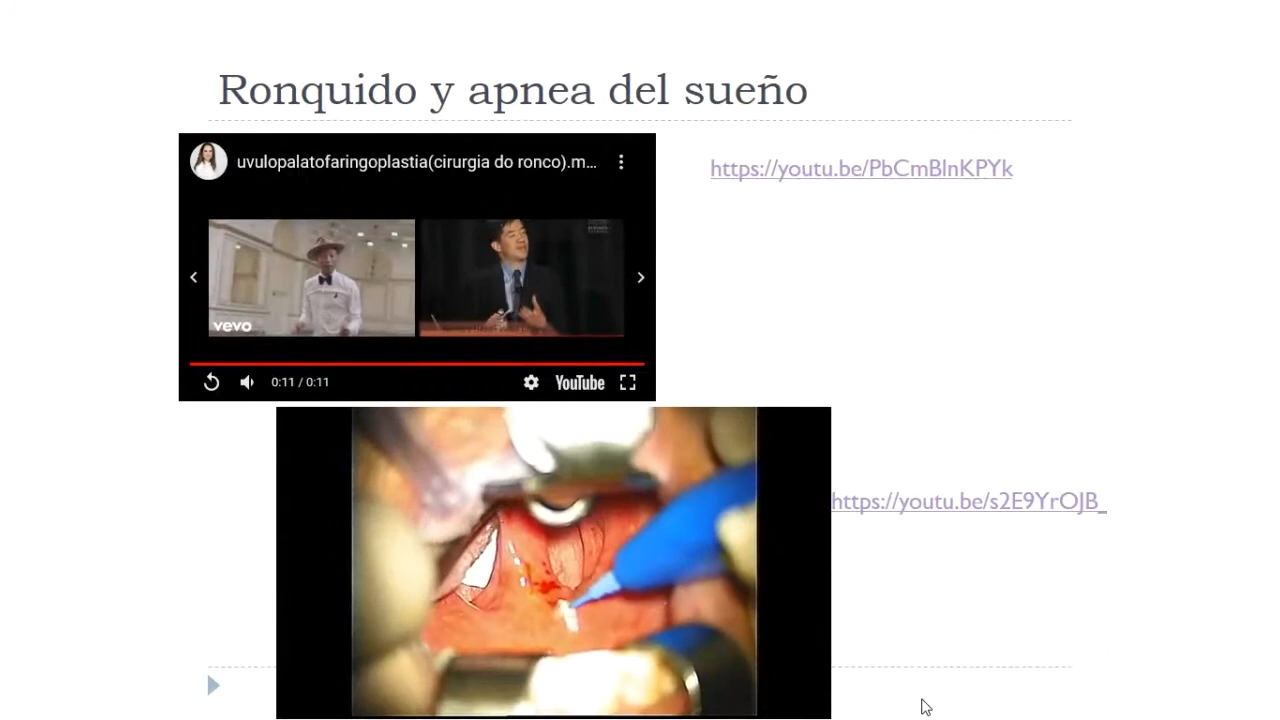 Ronquido y apnea del sueño
uvulopalatofaringoplastia(cirurgia do ronco).m...
https://youtu.be/PbCmBlnKPYk
vevo
0:11 / 0:11
YouTube
https://youtu.be/s2E9YrOJB_